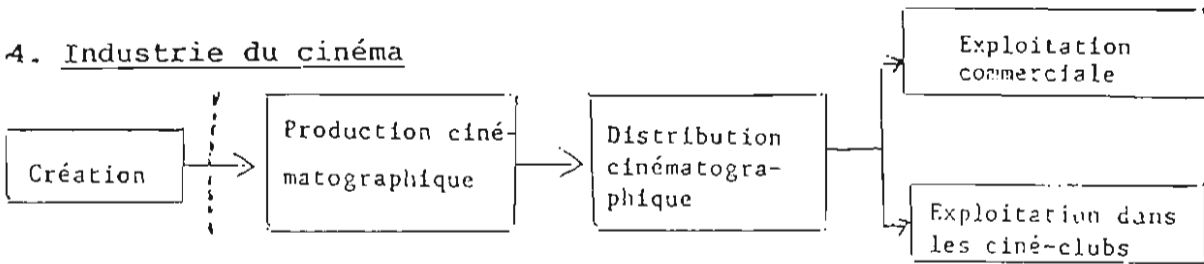 4. Industrie du cinéma
Création
Production ciné-
matographique
Distribution
cinématogra-
phique
Exploitation
commerciale
Exploitation dans
les ciné-clubs